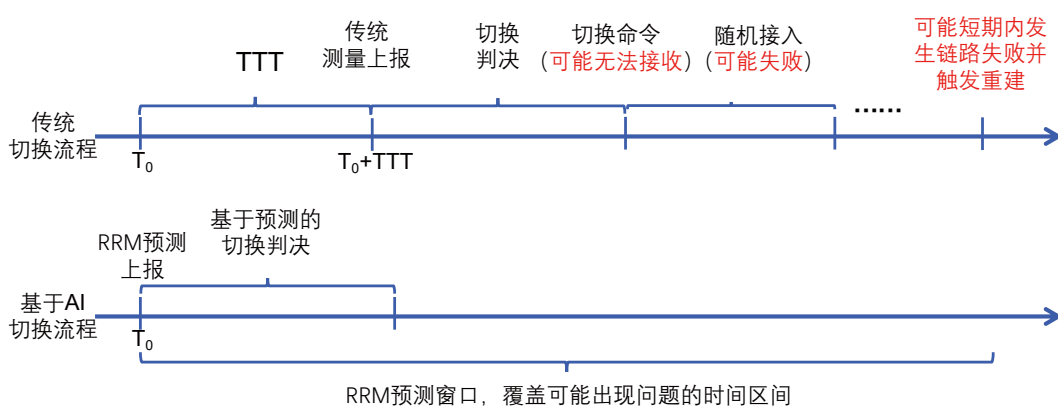 TTT
传统
测量上报
切换
判决
切换命令
（可能无法接收）
随机接入
（可能失败）
可能短期内发
生链路失败并
触发重建
......
传统
切换流程
T₀
T₀+TTT
RRM预测
上报
基于预测的
切换判决
基于AI
切换流程
T₀
RRM预测窗口，覆盖可能出现问题的时间区间